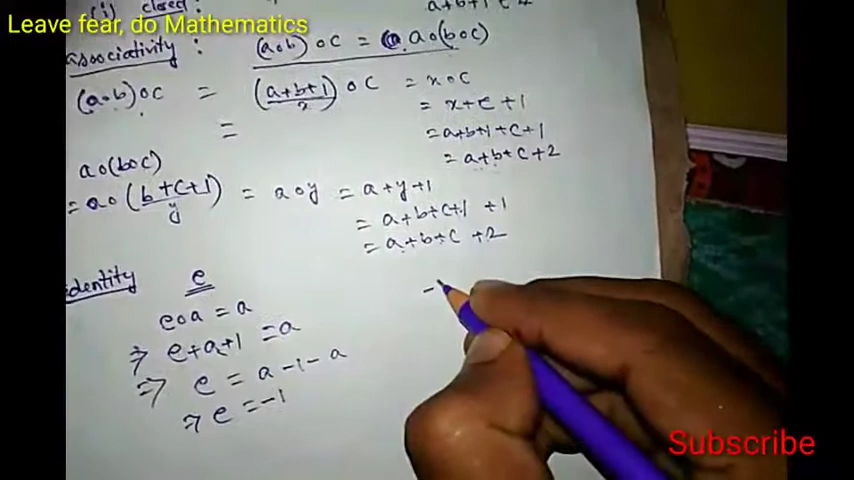 Leave fear, do Mathematics
(i) closed :
a+b+1 ∈ Z
associativity : (a∘b)∘c = a∘(b∘c)
(a∘b)∘c = (a+b+1)∘c = x∘c
x
= x+c+1
=
= a+b+1+c+1
= a+b+c+2
a∘(b∘c)
= a∘(b+c+1) = a∘y = a+y+1
y
= a+b+c+1 +1
= a+b+c +2
identity e
e∘a = a
⇒ e+a+1 = a
⇒ e = a-1-a
⇒ e = -1
Subscribe